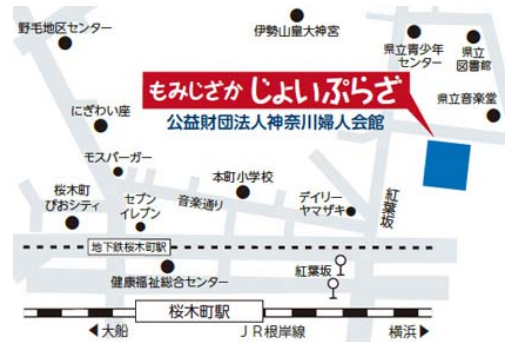 野毛地区センター
伊勢山皇大神宮
県立青少年
センター
県立
図書館
もみじざか じょいぷらざ
公益財団法人神奈川婦人会館
県立音楽堂
にぎわい座
モスバーガー
本町小学校
桜木町
ぴおシティ
セブン
イレブン
音楽通り
デイリー
ヤマザキ
紅葉坂
地下鉄桜木町駅
健康福祉総合センター
紅葉坂
桜木町駅
◀大船
JR根岸線
横浜▶